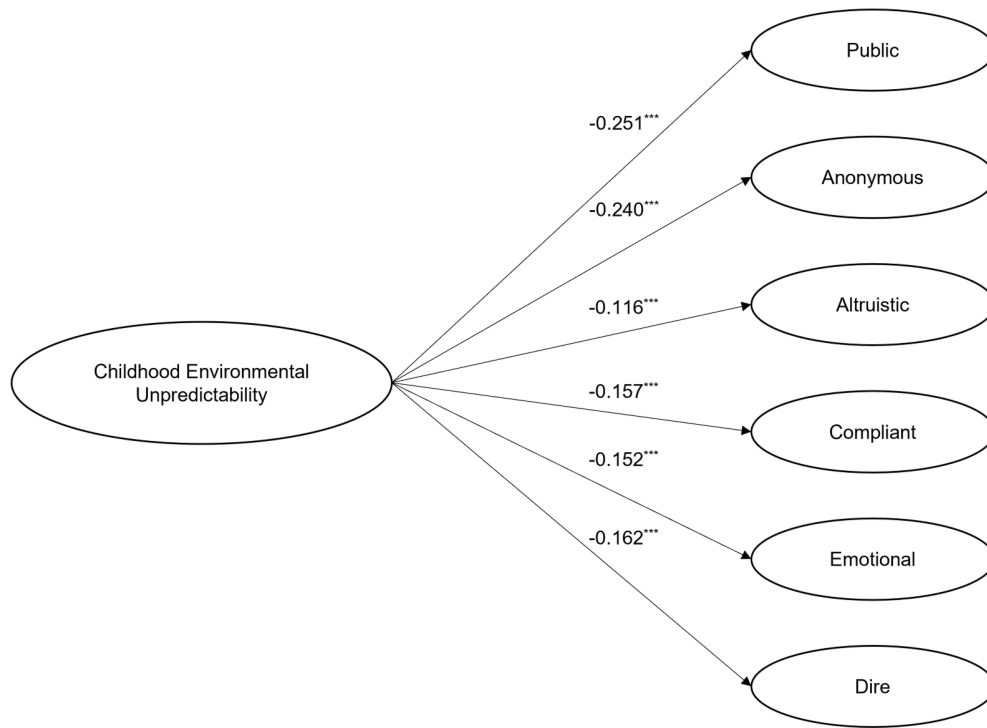 Public
-0.251***
Anonymous
-0.240***
Altruistic
-0.116***
Childhood Environmental
Unpredictability
-0.157***
Compliant
-0.152***
Emotional
-0.162***
Dire